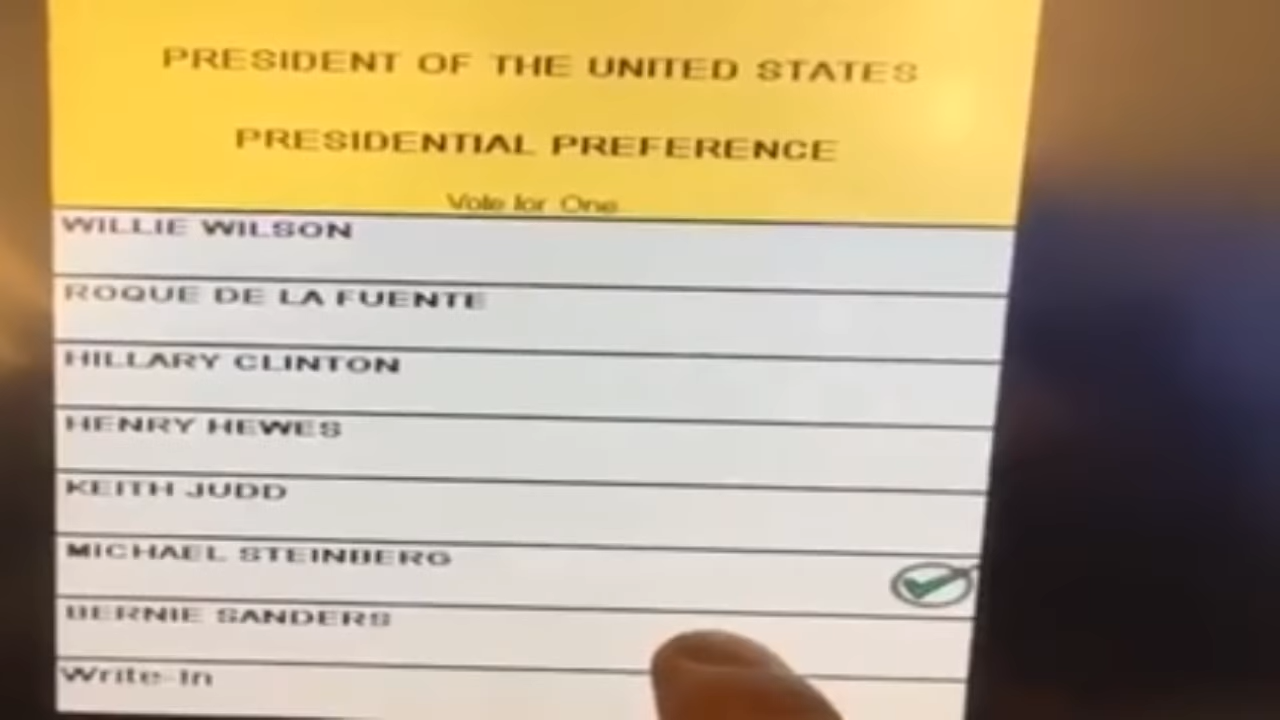 PRESIDENT OF THE UNITED STATES
PRESIDENTIAL PREFERENCE
Vote for One
WILLIE WILSON
ROQUE DE LA FUENTE
HILLARY CLINTON
HENRY HEWES
KEITH JUDD
MICHAEL STEINBERG
BERNIE SANDERS
Write-In